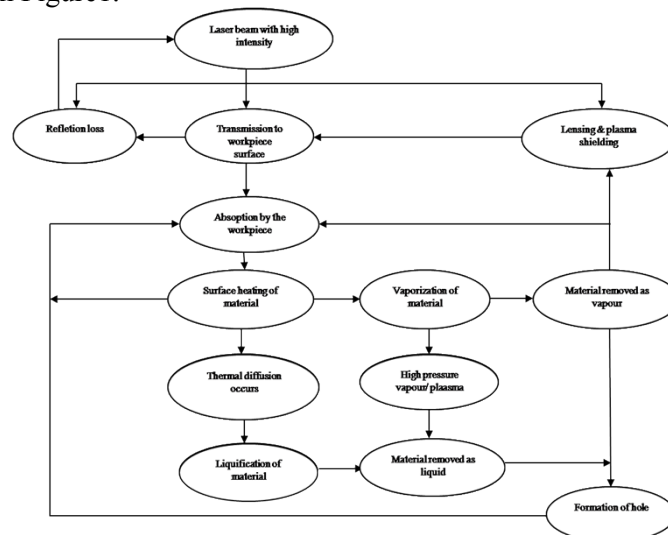 n Figure1.
Laser beam with high
intensity
Refletion loss
Transmission to
workpiece
surface
Lensing & plasma
shielding
Absoption by the
workpiece
Surface heating of
material
Vaporization of
material
Material removed as
vapour
Thermal diffusion
occurs
High pressure
vapour/ plaasma
Liquification of
material
Material removed as
liquid
Formation of hole